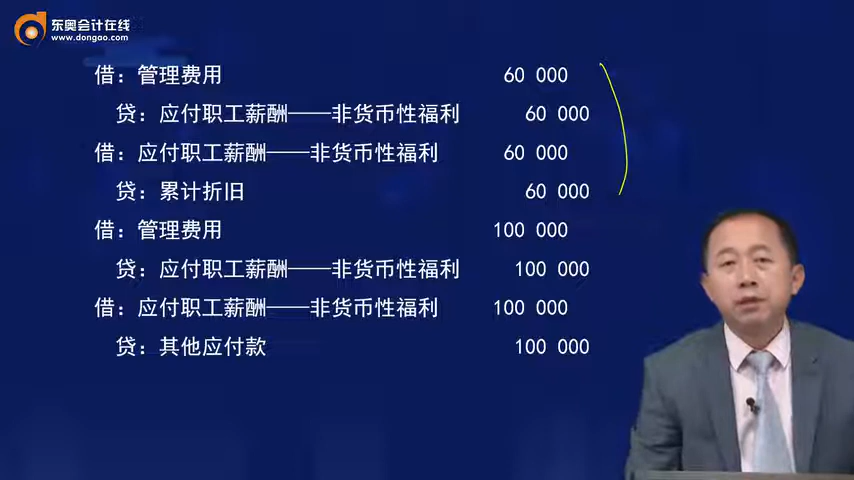 东奥会计在线
www.dongao.com
借：管理费用 60 000
贷：应付职工薪酬——非货币性福利 60 000
借：应付职工薪酬——非货币性福利 60 000
贷：累计折旧 60 000
借：管理费用 100 000
贷：应付职工薪酬——非货币性福利 100 000
借：应付职工薪酬——非货币性福利 100 000
贷：其他应付款 100 000